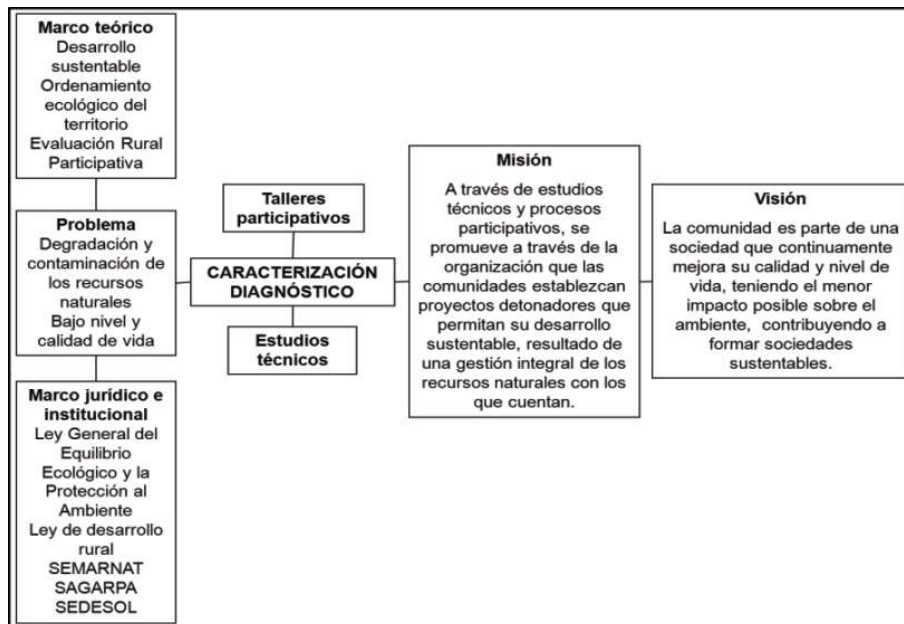 Marco teórico
Desarrollo
sustentable
Ordenamiento
ecológico del
territorio
Evaluación Rural
Participativa
Problema
Degradación y
contaminación de
los recursos
naturales
Bajo nivel y
calidad de vida
Marco jurídico e
institucional
Ley General del
Equilibrio
Ecológico y la
Protección al
Ambiente
Ley de desarrollo
rural
SEMARNAT
SAGARPA
SEDESOL
Talleres
participativos
CARACTERIZACIÓN
DIAGNÓSTICO
Estudios
técnicos
Misión
A través de estudios
técnicos y procesos
participativos, se
promueve a través de la
organización que las
comunidades establezcan
proyectos detonadores que
permitan su desarrollo
sustentable, resultado de
una gestión integral de los
recursos naturales con los
que cuentan.
Visión
La comunidad es parte de una
sociedad que continuamente
mejora su calidad y nivel de
vida, teniendo el menor
impacto posible sobre el
ambiente, contribuyendo a
formar sociedades
sustentables.